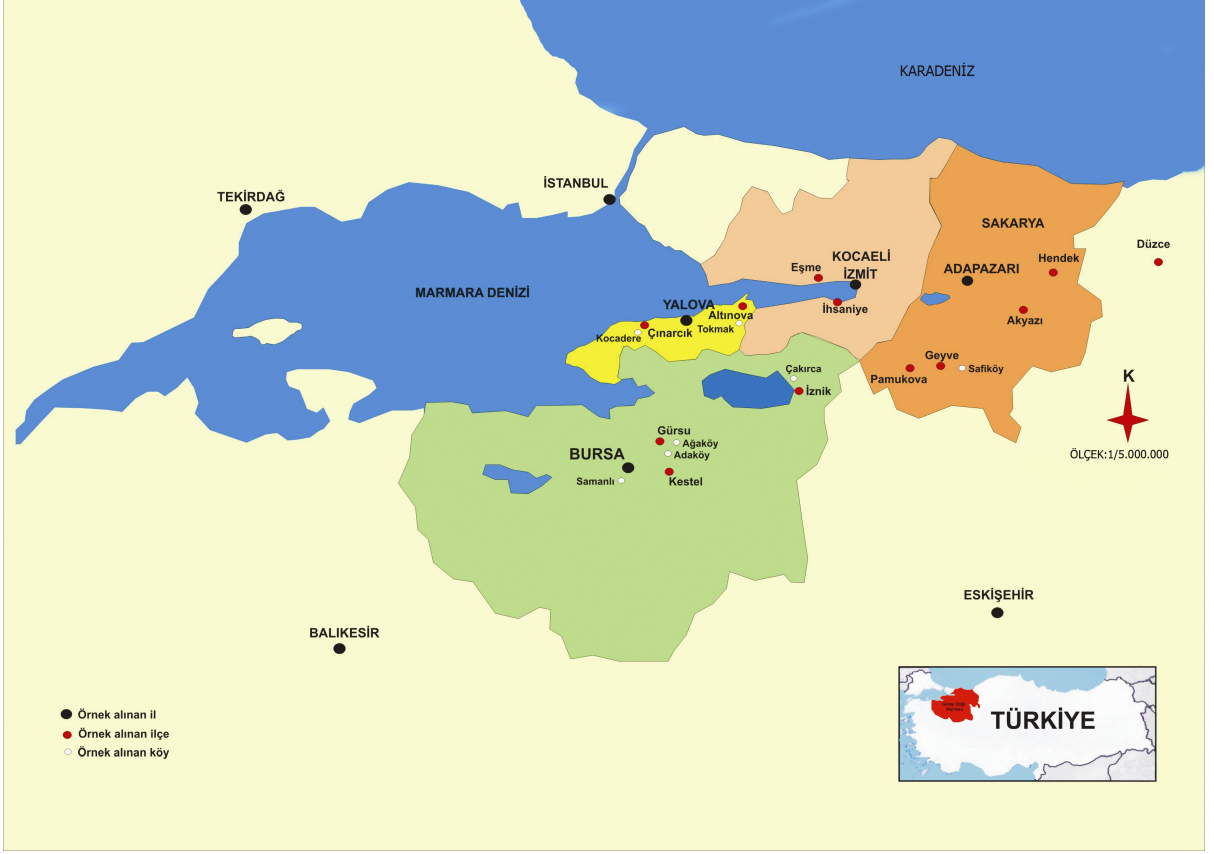 KARADENİZ
İSTANBUL
TEKİRDAĞ
SAKARYA
Düzce
KOCAELİ
İZMİT
Hendek
Eşme
ADAPAZARI
MARMARA DENİZİ
YALOVA
İhsaniye
Altınova
Akyazı
Tokmak
Çınarcık
Kocadere
Geyve
Safiköy
Pamukova
Çakırca
İznik
K
ÖLÇEK:1/5.000.000
Gürsu
Ağaköy
Adaköy
BURSA
Samanlı
Kestel
ESKİŞEHİR
BALIKESİR
Örnek alınan il
Örnek alınan ilçe
Örnek alınan köy
TÜRKİYE